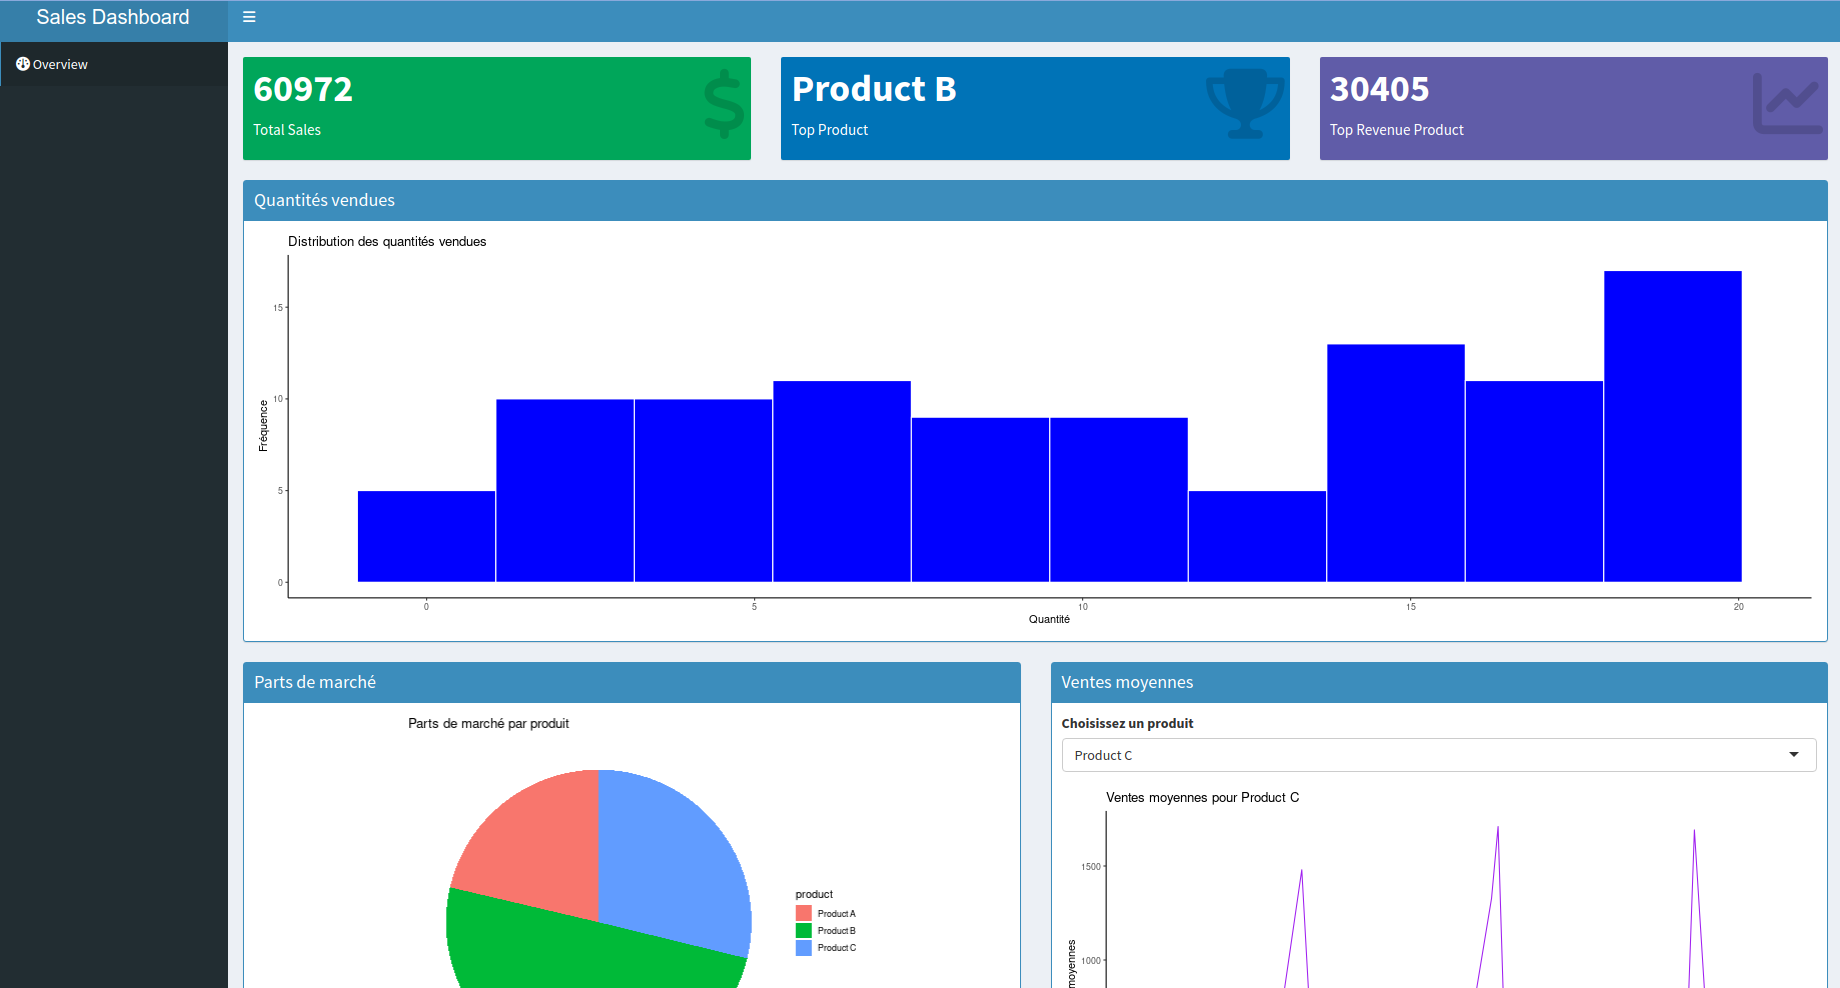 Sales Dashboard
Overview
60972
Total Sales
Product B
Top Product
30405
Top Revenue Product
Quantités vendues
Distribution des quantités vendues
15
10
5
0
Fréquence
0 5 10 15 20
Quantité
Parts de marché
Parts de marché par produit
product
Product A
Product B
Product C
Ventes moyennes
Choisissez un produit
Product C
Ventes moyennes pour Product C
1500
1000
moyennes